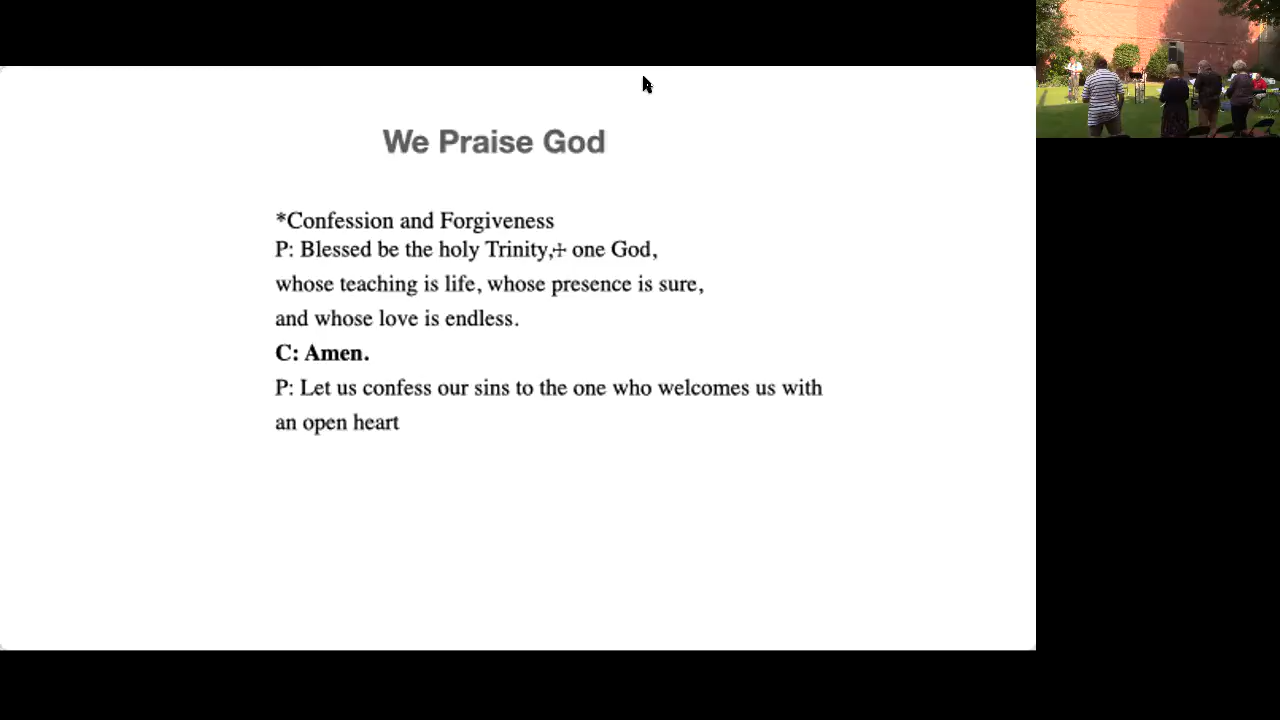 We Praise God
*Confession and Forgiveness
P: Blessed be the holy Trinity,☩ one God,
whose teaching is life, whose presence is sure,
and whose love is endless.
C: Amen.
P: Let us confess our sins to the one who welcomes us with
an open heart